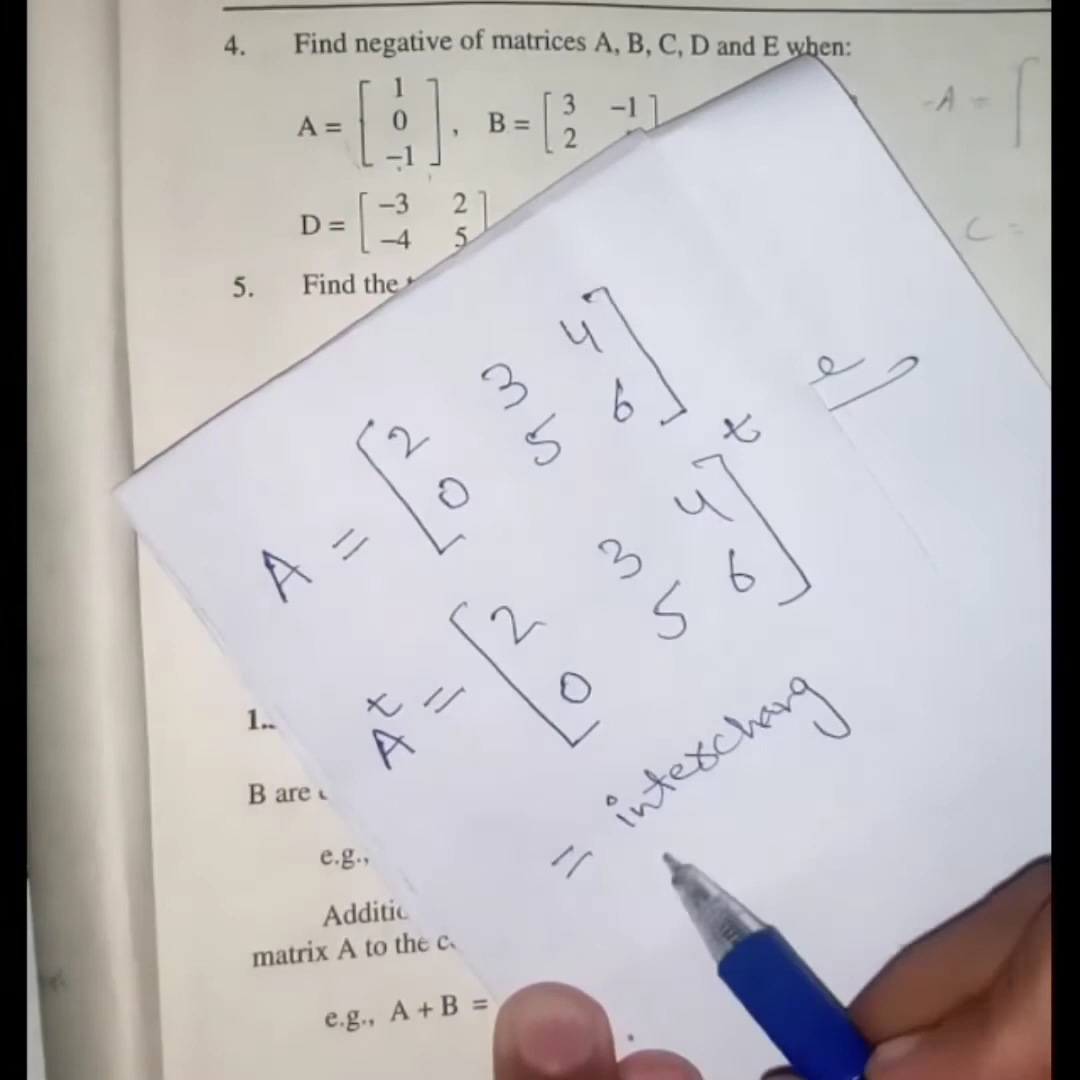 4. Find negative of matrices A, B, C, D and E when:
A = [ 1 0 –1 ] , B = [ 3 –1 2
D = [ –3 2 –4 5
5. Find the
-A = [
C =
A = [ 2 3 4 0 5 6 ]
A^t = [ 2 3 4 0 5 6 ]^t
= interchang
1..
B are
e.g.,
matrix A to the
e.g., A + B =